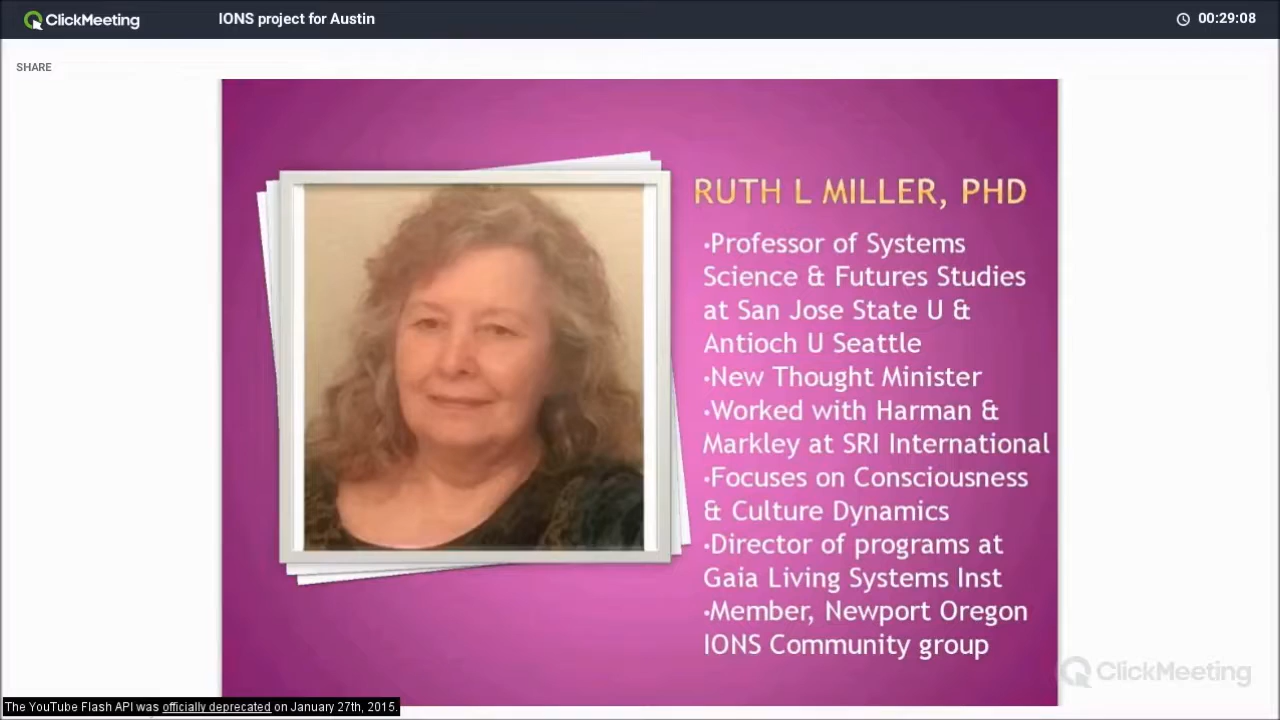 ClickMeeting
IONS project for Austin
00:29:08
SHARE
RUTH L MILLER, PHD
•Professor of Systems
Science & Futures Studies
at San Jose State U &
Antioch U Seattle
•New Thought Minister
•Worked with Harman &
Markley at SRI International
•Focuses on Consciousness
& Culture Dynamics
•Director of programs at
Gaia Living Systems Inst
•Member, Newport Oregon
IONS Community group
ClickMeeting
The YouTube Flash API was officially deprecated on January 27th, 2015.